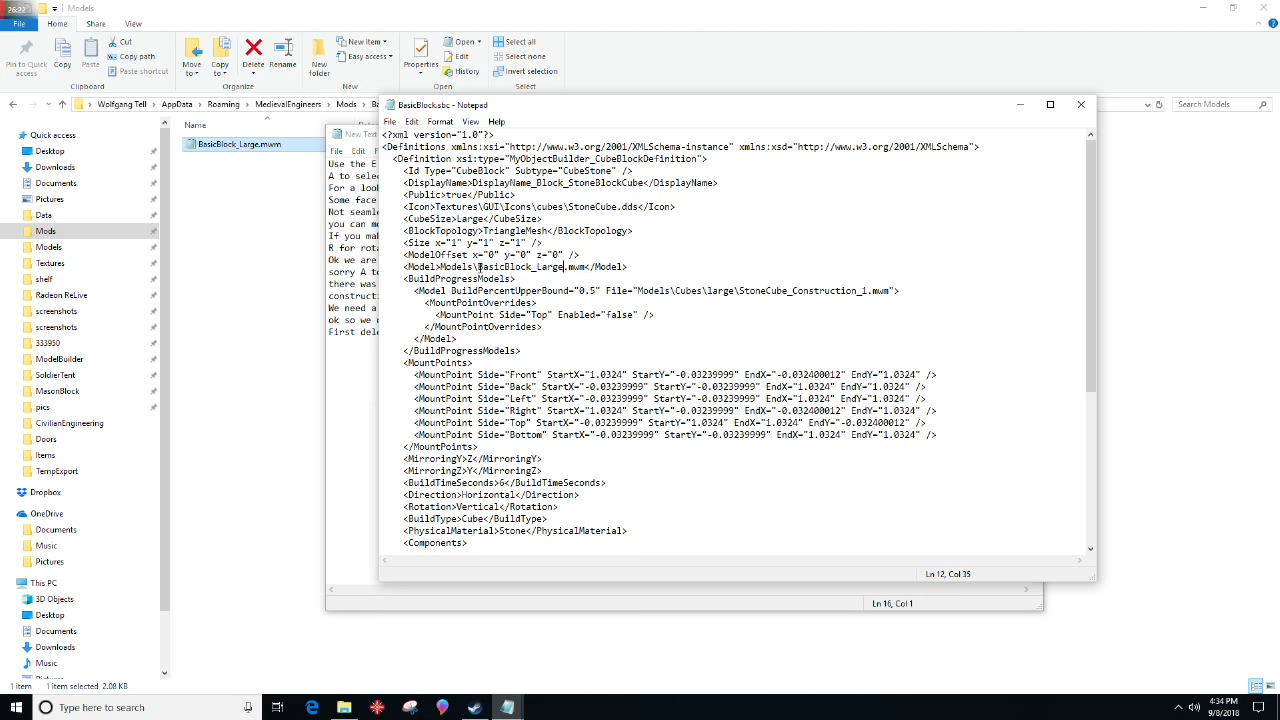 26:22
Models
File Home Share View
Pin to Quick access
Copy
Paste
Cut
Copy path
Paste shortcut
Clipboard
Move to
Copy to
Delete
Rename
Organize
New folder
New item
Easy access
New
Properties
Open
Edit
History
Open
Select all
Select none
Invert selection
Select
Wolfgang Tell > AppData > Roaming > MedievalEngineers > Mods > Ba
Search Models
Name
BasicBlock_Large.mwm
Quick access
Desktop
Downloads
Documents
Pictures
Data
Mods
Models
Textures
shelf
Radeon ReLive
screenshots
screenshots
333950
ModelBuilder
SoldierTent
MasonBlock
pics
CivilianEngineering
Doors
Items
TempExport
Dropbox
OneDrive
Documents
Music
Pictures
This PC
3D Objects
Desktop
Documents
Downloads
Music
1 item 1 item selected 2.08 KB
New Text
File Edit F
Use the E
A to selec
For a look
Some face
Not seamle
you can me
If you mak
R for rota
Ok we are
sorry A to
there was
constructi
We need a
ok so we n
First dele
Ln 16, Col 1
BasicBlock.sbc - Notepad
File Edit Format View Help
<?xml version="1.0"?>
<Definitions xmlns:xsi="http://www.w3.org/2001/XMLSchema-instance" xmlns:xsd="http://www.w3.org/2001/XMLSchema">
<Definition xsi:type="MyObjectBuilder_CubeBlockDefinition">
<Id Type="CubeBlock" Subtype="CubeStone" />
<DisplayName>DisplayName_Block_StoneBlockCube</DisplayName>
<Public>true</Public>
<Icon>Textures\GUI\Icons\cubes\StoneCube.dds</Icon>
<CubeSize>Large</CubeSize>
<BlockTopology>TriangleMesh</BlockTopology>
<Size x="1" y="1" z="1" />
<ModelOffset x="0" y="0" z="0" />
<Model>Models\BasicBlock_Large.mwm</Model>
<BuildProgressModels>
<Model BuildPercentUpperBound="0.5" File="Models\Cubes\large\StoneCube_Construction_1.mwm">
<MountPointOverrides>
<MountPoint Side="Top" Enabled="false" />
</MountPointOverrides>
</Model>
</BuildProgressModels>
<MountPoints>
<MountPoint Side="Front" StartX="1.0324" StartY="-0.03239999" EndX="-0.032400012" EndY="1.0324" />
<MountPoint Side="Back" StartX="-0.03239999" StartY="-0.03239999" EndX="1.0324" EndY="1.0324" />
<MountPoint Side="Left" StartX="-0.03239999" StartY="-0.03239999" EndX="1.0324" EndY="1.0324" />
<MountPoint Side="Right" StartX="1.0324" StartY="-0.03239999" EndX="-0.032400012" EndY="1.0324" />
<MountPoint Side="Top" StartX="-0.03239999" StartY="1.0324" EndX="1.0324" EndY="-0.032400012" />
<MountPoint Side="Bottom" StartX="-0.03239999" StartY="-0.03239999" EndX="1.0324" EndY="1.0324" />
</MountPoints>
<MirroringY>Z</MirroringY>
<MirroringZ>Y</MirroringZ>
<BuildTimeSeconds>6</BuildTimeSeconds>
<Direction>Horizontal</Direction>
<Rotation>Vertical</Rotation>
<BuildType>Cube</BuildType>
<PhysicalMaterial>Stone</PhysicalMaterial>
<Components>
Ln 12, Col 35
Type here to search
4:34 PM
9/8/2018